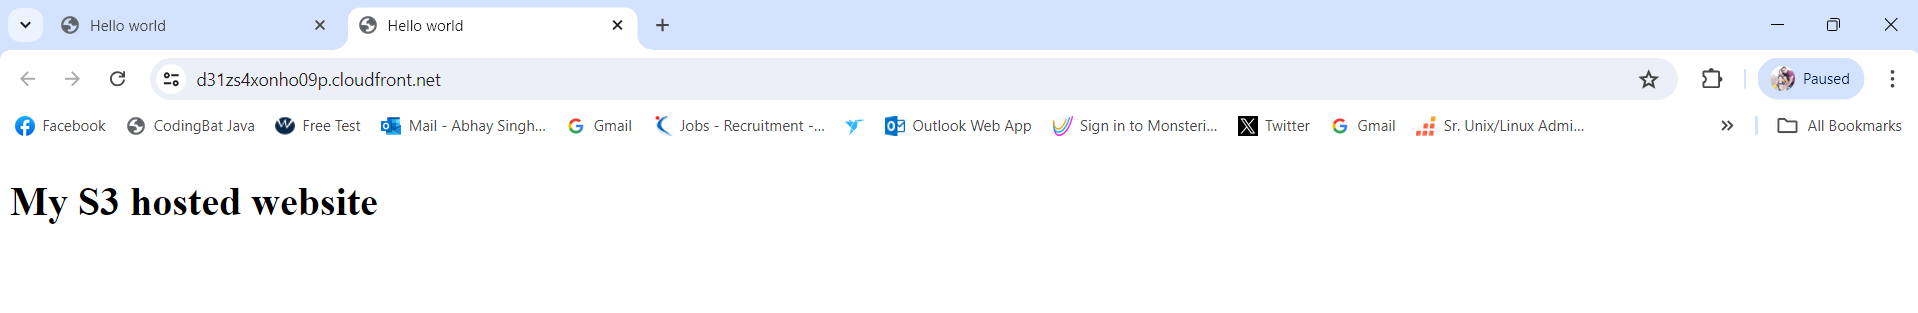 Hello world Hello world
d31zs4xonho09p.cloudfront.net Paused
Facebook CodingBat Java Free Test Mail - Abhay Singh... Gmail Jobs - Recruitment -... Outlook Web App Sign in to Monsteri... Twitter Gmail Sr. Unix/Linux Admi... All Bookmarks
My S3 hosted website